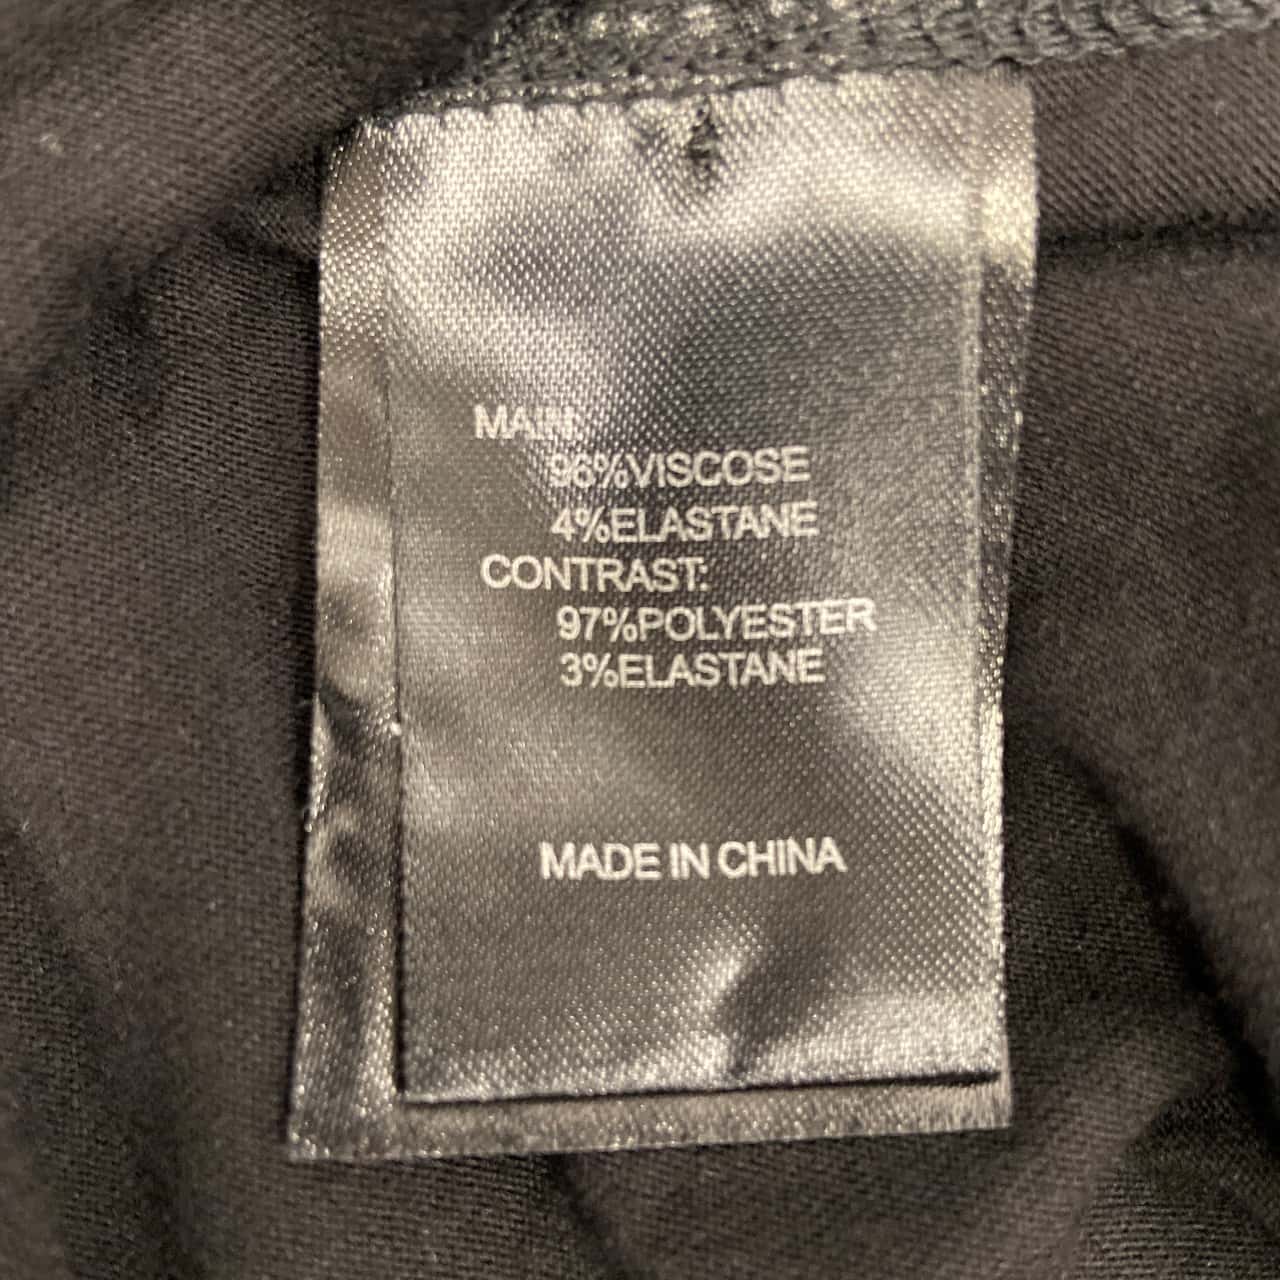 MAIN:
96%VISCOSE
4%ELASTANE
CONTRAST:
97%POLYESTER
3%ELASTANE
MADE IN CHINA